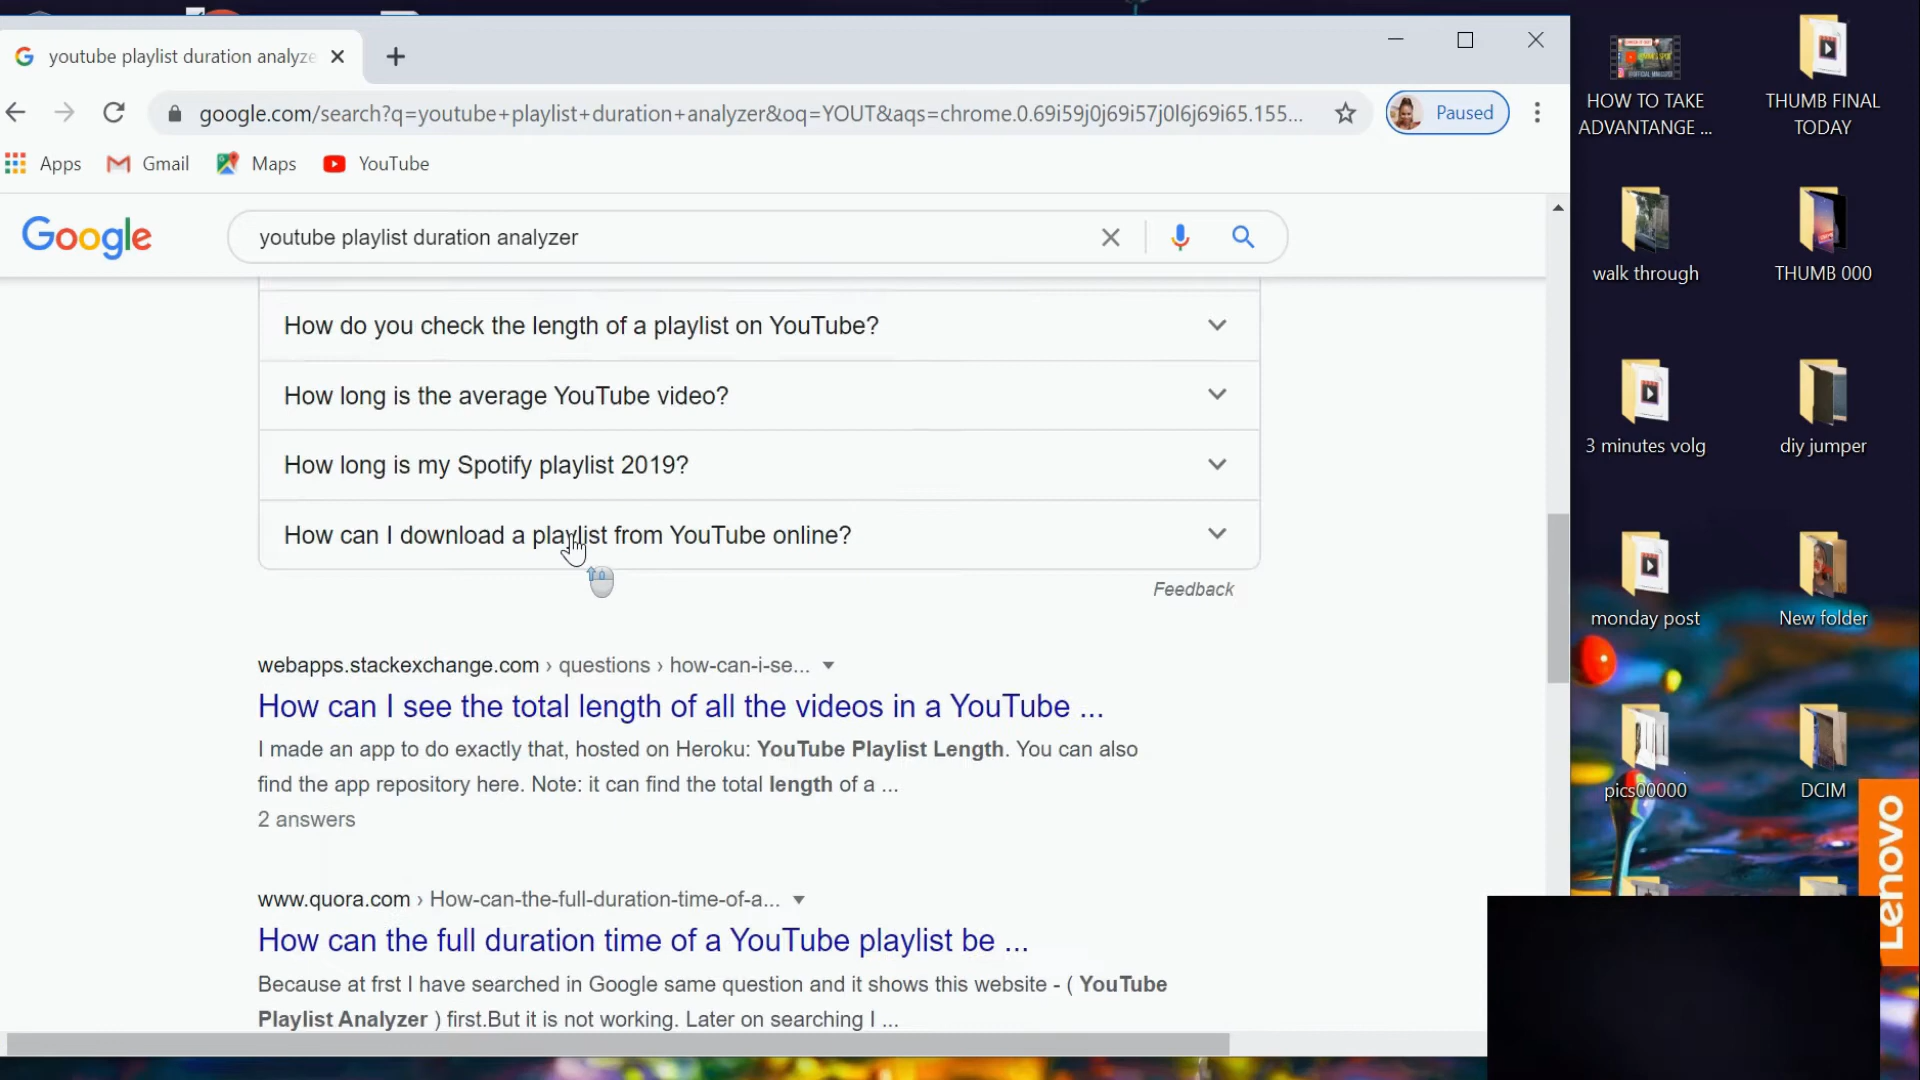 youtube playlist duration analyze
google.com/search?q=youtube+playlist+duration+analyzer&oq=YOUT&aqs=chrome.0.69i59j0j69i57j0l6j69i65.155...
Paused
Apps
Gmail
Maps
YouTube
Google
youtube playlist duration analyzer
How do you check the length of a playlist on YouTube?
How long is the average YouTube video?
How long is my Spotify playlist 2019?
How can I download a playlist from YouTube online?
Feedback
webapps.stackexchange.com › questions › how-can-i-se...
How can I see the total length of all the videos in a YouTube ...
I made an app to do exactly that, hosted on Heroku: YouTube Playlist Length. You can also
find the app repository here. Note: it can find the total length of a ...
2 answers
www.quora.com › How-can-the-full-duration-time-of-a...
How can the full duration time of a YouTube playlist be ...
Because at frst I have searched in Google same question and it shows this website - ( YouTube
Playlist Analyzer ) first.But it is not working. Later on searching I ...
HOW TO TAKE
ADVANTANGE ...
THUMB FINAL
TODAY
walk through
THUMB 000
3 minutes volg
diy jumper
monday post
New folder
pics00000
DCIM
Lenovo